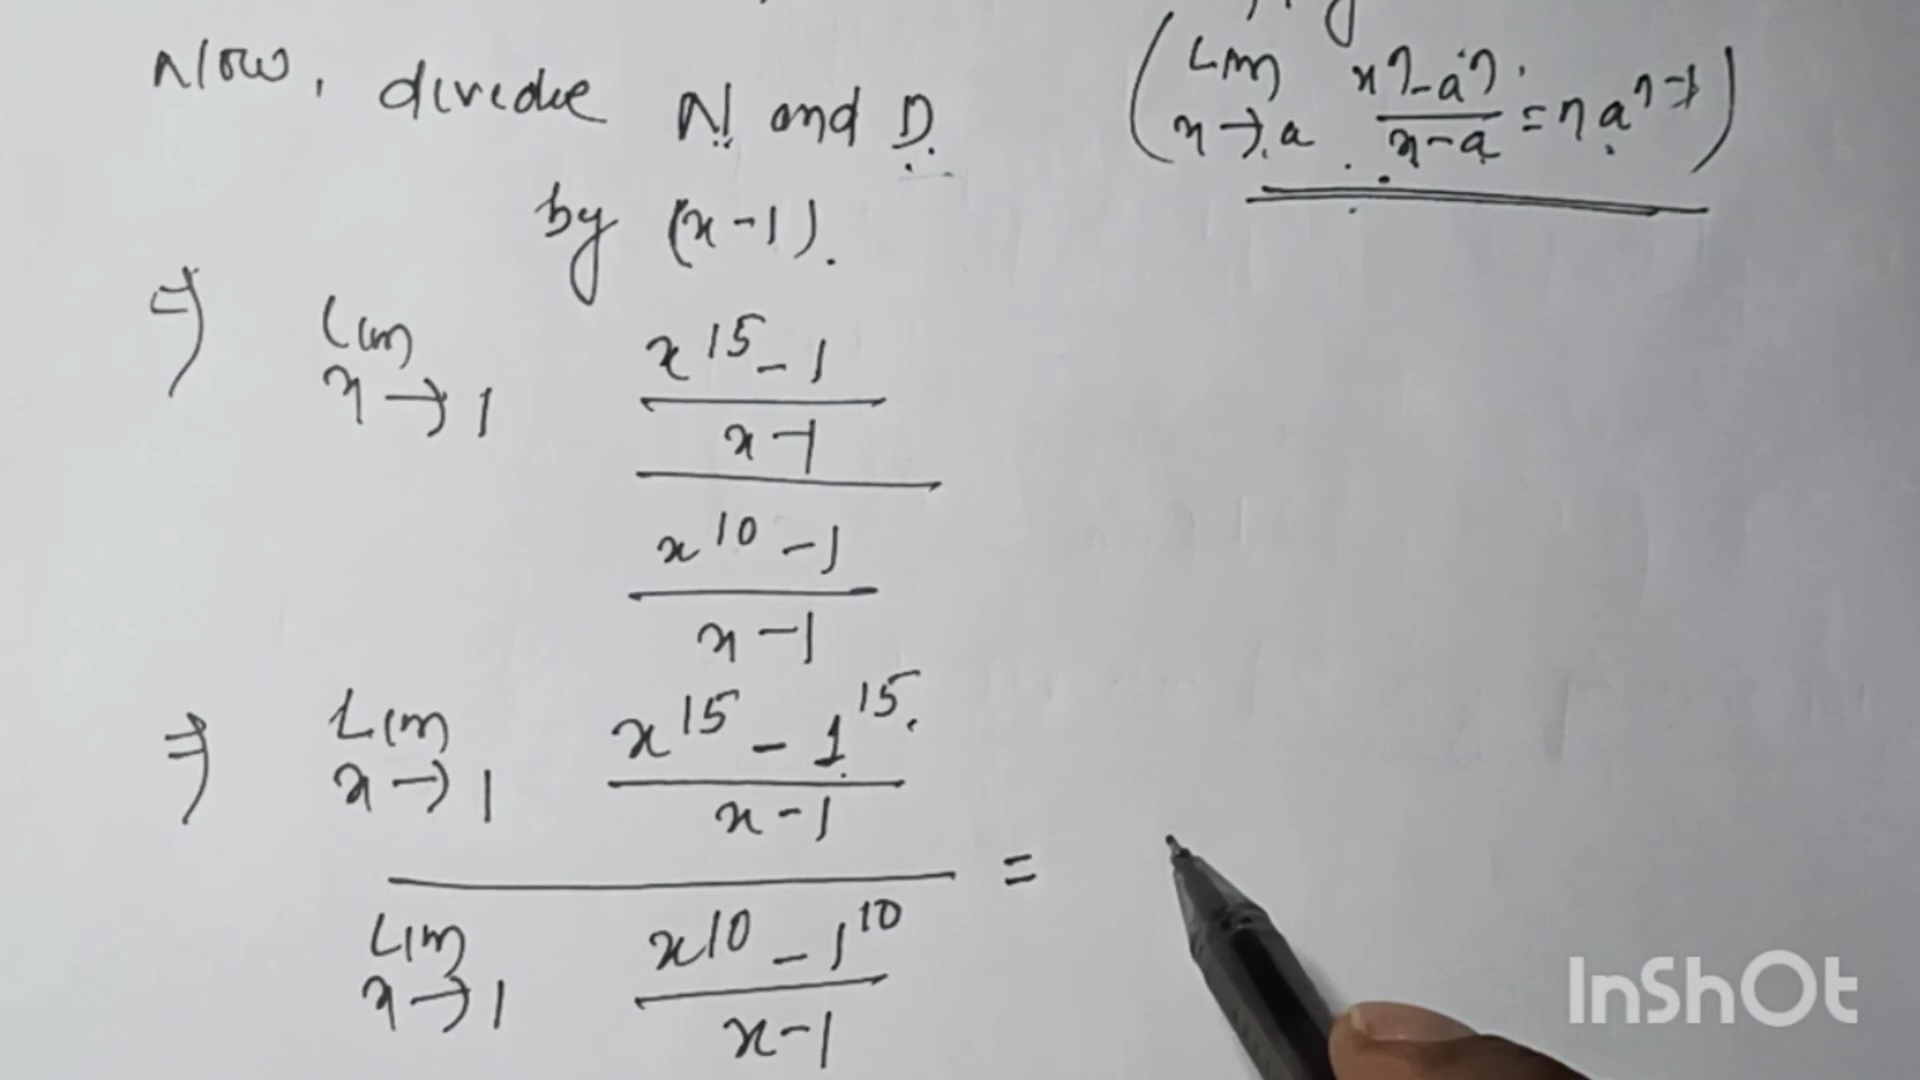 Now, divide N and D
by (x-1).
(Lim x→a xⁿ-aⁿ/x-a = n aⁿ⁻¹)
⇒ Lim x→1 x¹⁵-1/x-1
x¹⁰-1/x-1
⇒ Lim x→1 x¹⁵-1¹⁵/x-1
=
Lim x→1 x¹⁰-1¹⁰/x-1
InShOt